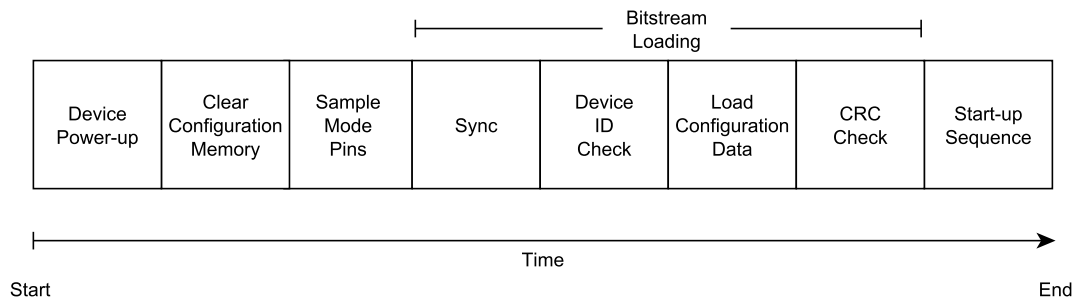 Bitstream
Loading
Device
Power-up
Clear
Configuration
Memory
Sample
Mode
Pins
Sync
Device
ID
Check
Load
Configuration
Data
CRC
Check
Start-up
Sequence
Time
Start
End